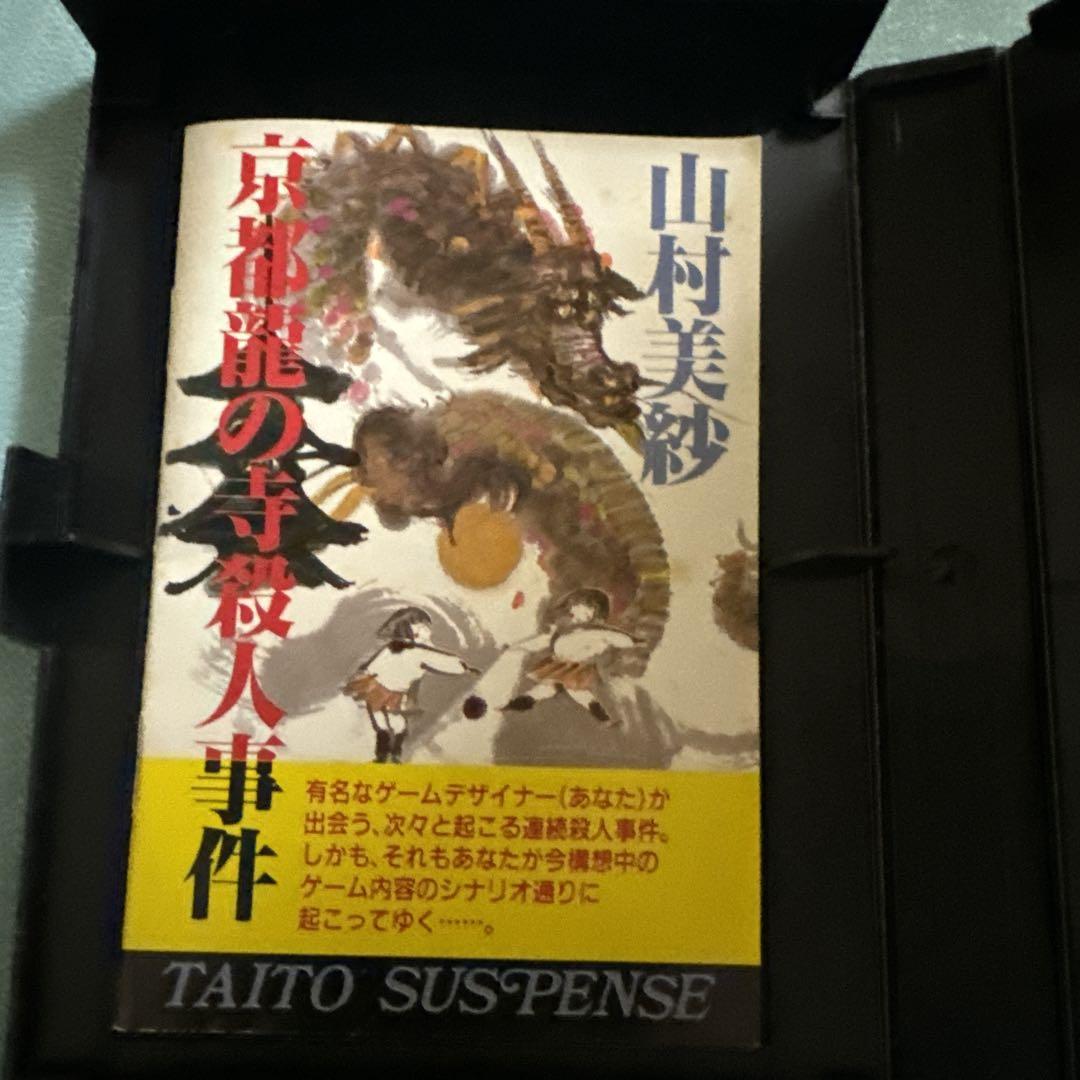 山村美紗
京都龍の寺殺人事件
有名なゲームデザイナー(あなた)が
出会う、次々と起こる連続殺人事件。
しかも、それもあなたが今構想中の
ゲーム内容のシナリオ通りに
起こってゆく……。
TAITO SUSPENSE